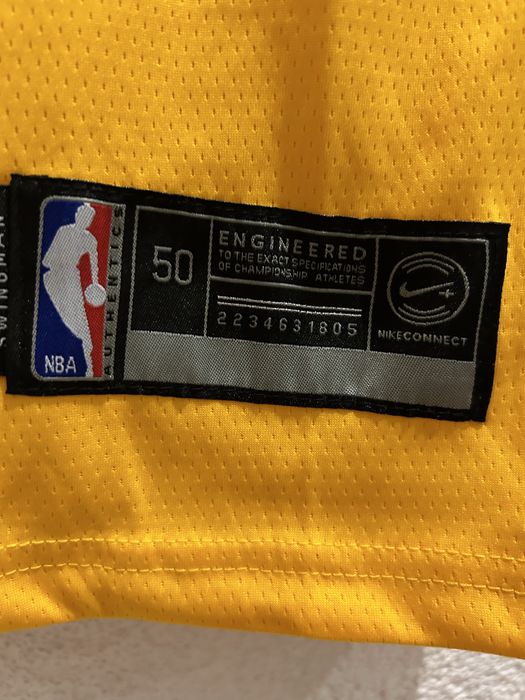 SWINGMAN
NBA
AUTHENTICS
50
ENGINEERED
TO THE EXACT SPECIFICATIONS
OF CHAMPIONSHIP ATHLETES
2234631805
NIKECONNECT